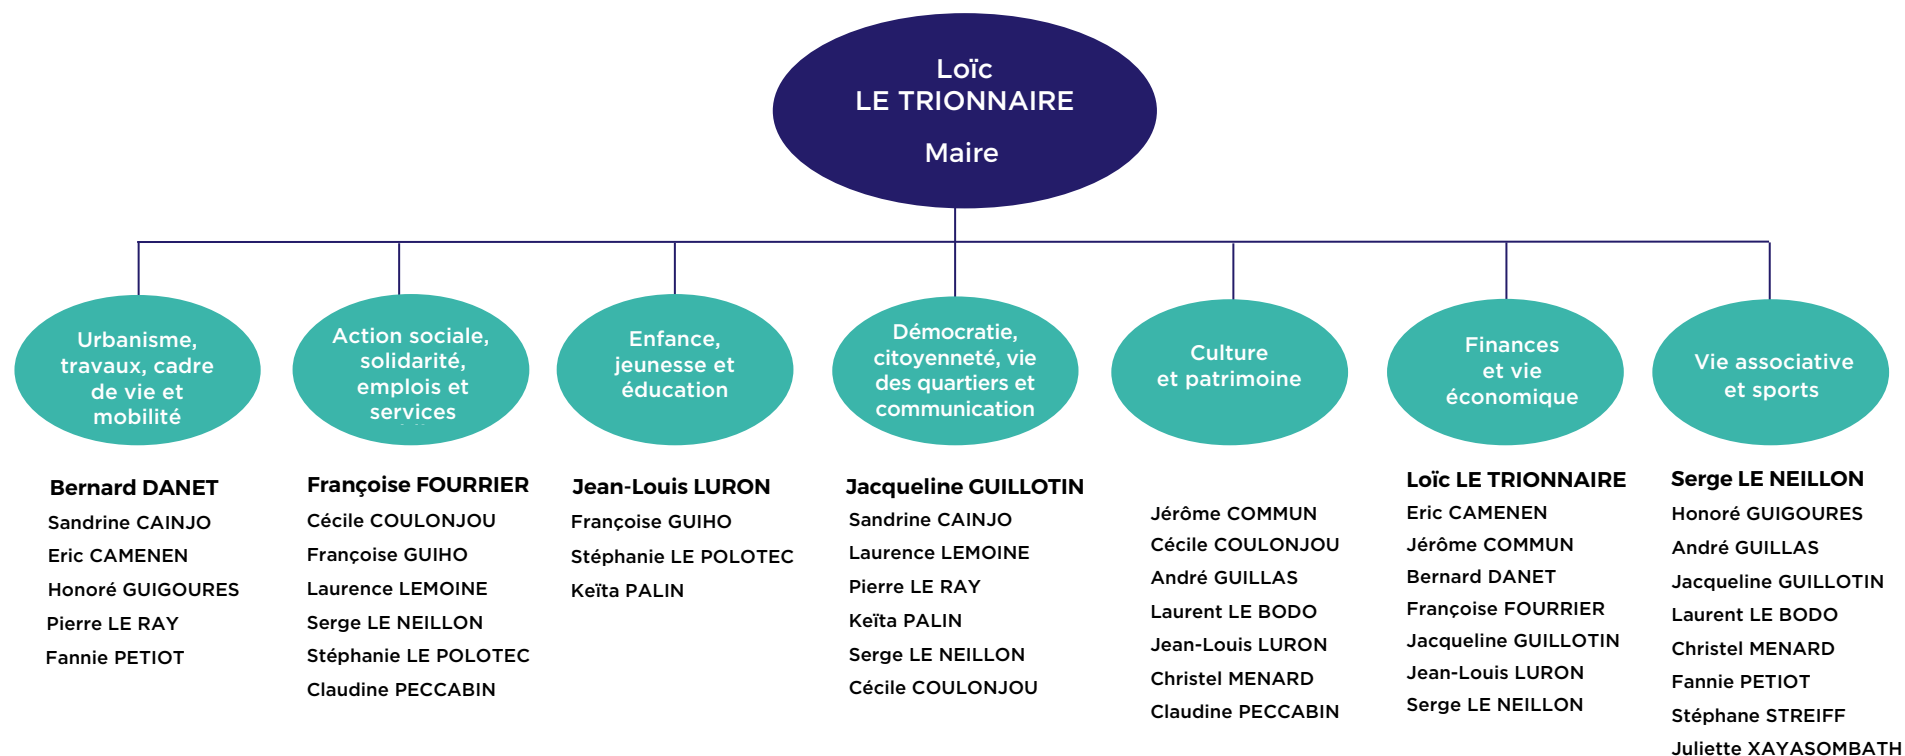 Loïc
LE TRIONNAIRE
Maire
Urbanisme,
travaux, cadre
de vie et
mobilité
Action sociale,
solidarité,
emplois et
services
Enfance,
jeunesse et
éducation
Démocratie,
citoyenneté, vie
des quartiers et
communication
Culture
et patrimoine
Finances
et vie
économique
Vie associative
et sports
Bernard DANET
Sandrine CAINJO
Eric CAMENEN
Honoré GUIGOURES
Pierre LE RAY
Fannie PETIOT
Françoise FOURRIER
Cécile COULONJOU
Françoise GUIHO
Laurence LEMOINE
Serge LE NEILLON
Stéphanie LE POLOTEC
Claudine PECCABIN
Jean-Louis LURON
Françoise GUIHO
Stéphanie LE POLOTEC
Keïta PALIN
Jacqueline GUILLOTIN
Sandrine CAINJO
Laurence LEMOINE
Pierre LE RAY
Keïta PALIN
Serge LE NEILLON
Cécile COULONJOU
Jérôme COMMUN
Cécile COULONJOU
André GUILLAS
Laurent LE BODO
Jean-Louis LURON
Christel MENARD
Claudine PECCABIN
Loïc LE TRIONNAIRE
Eric CAMENEN
Jérôme COMMUN
Bernard DANET
Françoise FOURRIER
Jacqueline GUILLOTIN
Jean-Louis LURON
Serge LE NEILLON
Serge LE NEILLON
Honoré GUIGOURES
André GUILLAS
Jacqueline GUILLOTIN
Laurent LE BODO
Christel MENARD
Fannie PETIOT
Stéphane STREIFF
Juliette XAYASOMBATH